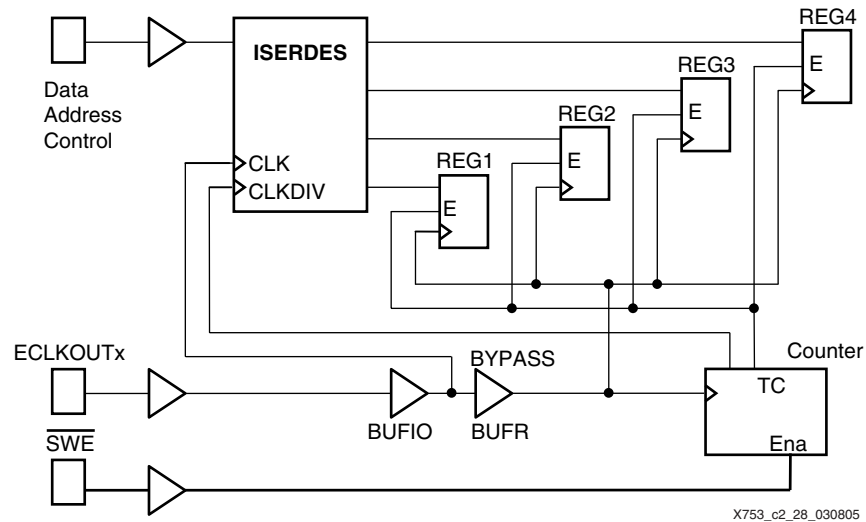 REG4
ISERDES
E
REG3
Data
Address
Control
E
REG2
E
CLK
REG1
CLKDIV
E
ECLKOUTx
BYPASS
Counter
TC
BUFIO
BUFR
SWE
Ena
X753_c2_28_030805